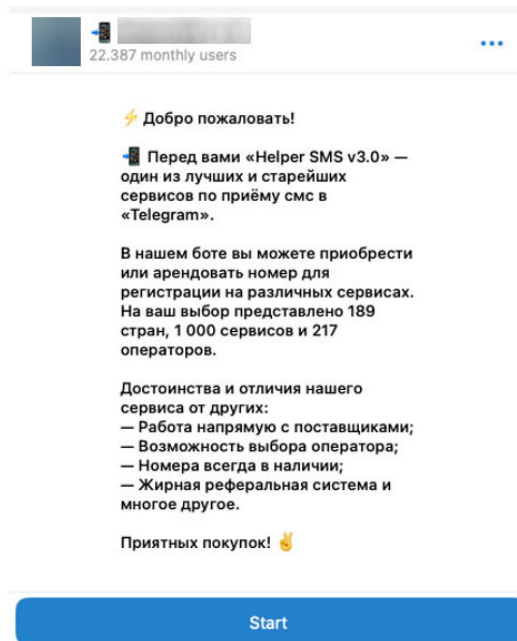 22.387 monthly users
⚡ Добро пожаловать!
📲 Перед вами «Helper SMS v3.0» —
один из лучших и старейших
сервисов по приёму смс в
«Telegram».
В нашем боте вы можете приобрести
или арендовать номер для
регистрации на различных сервисах.
На ваш выбор представлено 189
стран, 1 000 сервисов и 217
операторов.
Достоинства и отличия нашего
сервиса от других:
— Работа напрямую с поставщиками;
— Возможность выбора оператора;
— Номера всегда в наличии;
— Жирная реферальная система и
многое другое.
Приятных покупок! ✌️
Start